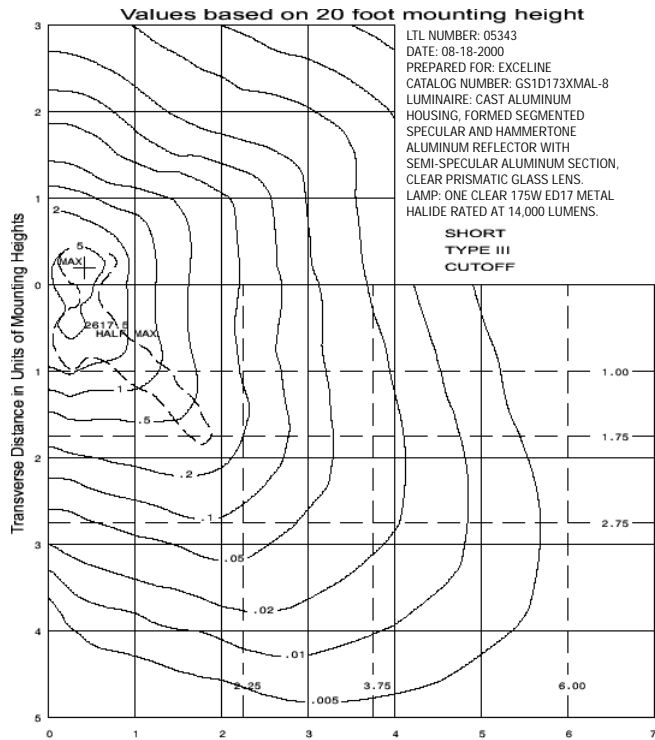 Values based on 20 foot mounting height
LTL NUMBER: 05343
DATE: 08-18-2000
PREPARED FOR: EXCELINE
CATALOG NUMBER: GS1D173XMAL-8
LUMINAIRE: CAST ALUMINUM
HOUSING, FORMED SEGMENTED
SPECULAR AND HAMMERTONE
ALUMINUM REFLECTOR WITH
SEMI-SPECULAR ALUMINUM SECTION,
CLEAR PRISMATIC GLASS LENS.
LAMP: ONE CLEAR 175W ED17 METAL
HALIDE RATED AT 14,000 LUMENS.
SHORT
TYPE III
CUTOFF
Transverse Distance in Units of Mounting Heights
3
2
1
0
1
2
3
4
5
2
5
MAX
2617.5
HALF MAX
1
.5
.2
.1
.05
.02
.01
.005
1.00
1.75
2.75
2.25
3.75
6.00
0
1
2
3
4
5
6
7